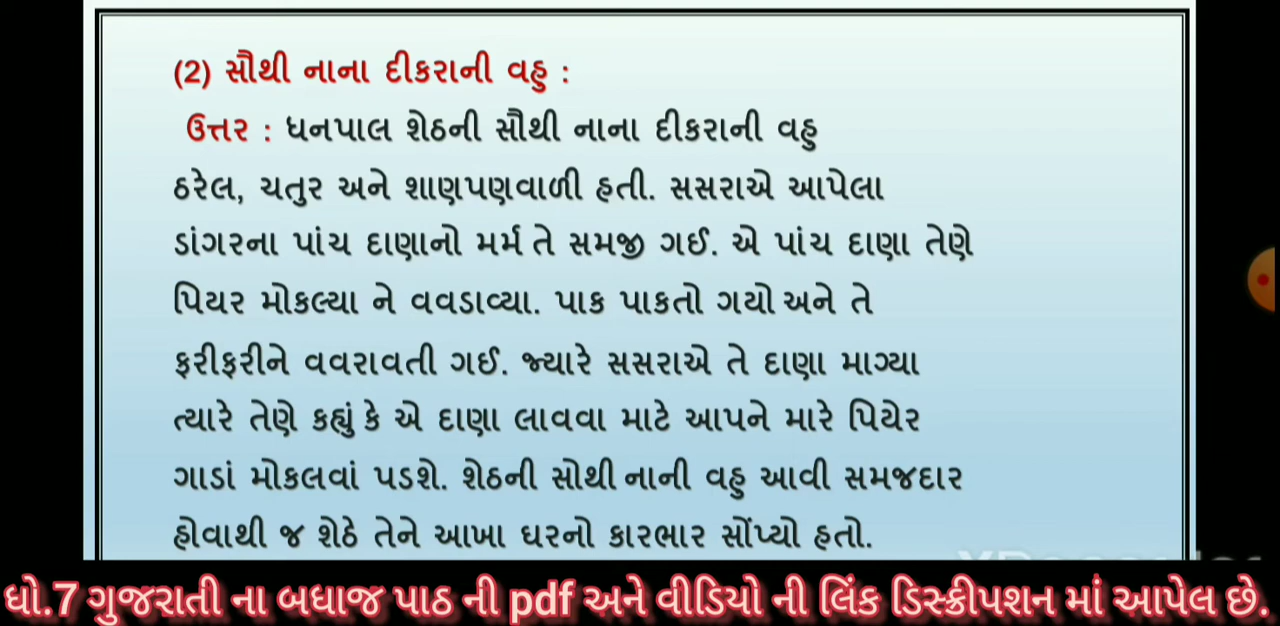 (2) સૌથી નાના દીકરાની વહુ :
ઉત્તર : ધનપાલ શેઠની સૌથી નાના દીકરાની વહુ
ઠરેલ, ચતુર અને શાણપણવાળી હતી. સસરાએ આપેલા
ડાંગરના પાંચ દાણાનો મર્મ તે સમજી ગઈ. એ પાંચ દાણા તેણે
પિયર મોકલ્યા ને વવડાવ્યા. પાક પાકતો ગયો અને તે
ફરીફરીને વવરાવતી ગઈ. જ્યારે સસરાએ તે દાણા માગ્યા
ત્યારે તેણે કહ્યું કે એ દાણા લાવવા માટે આપને મારે પિયેર
ગાડાં મોકલવાં પડશે. શેઠની સોથી નાની વહુ આવી સમજદાર
હોવાથી જ શેઠે તેને આખા ઘરનો કારભાર સોંપ્યો હતો.
ધો.7 ગુજરાતી ના બધાજ પાઠ ની pdf અને વીડિયો ની લિંક ડિસ્ક્રીપશન માં આપેલ છે.